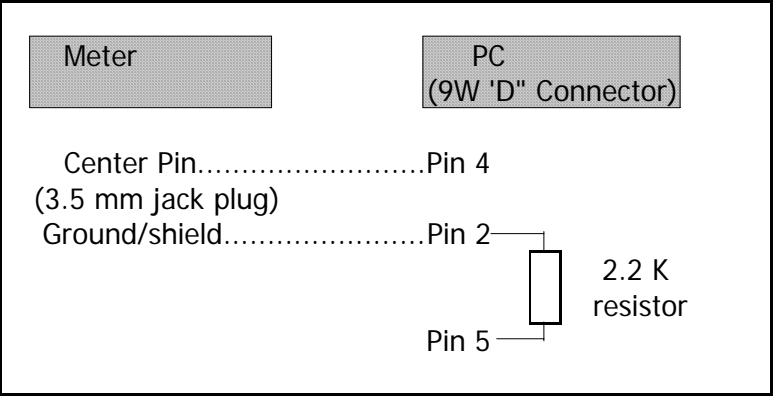 Meter PC
(9W 'D" Connector)
Center Pin..........................Pin 4
(3.5 mm jack plug)
Ground/shield.......................Pin 2
2.2 K
resistor
Pin 5